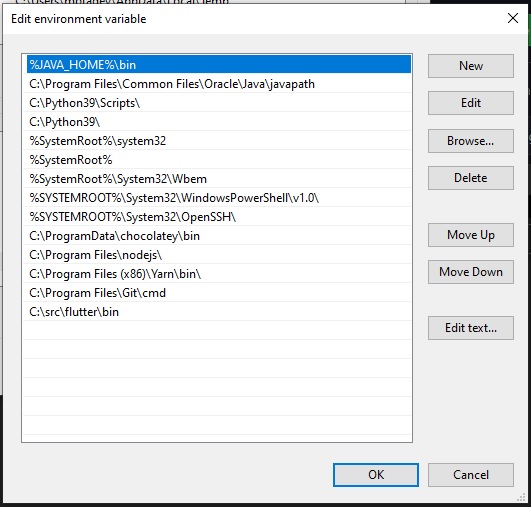 Edit environment variable
%JAVA_HOME%\bin
C:\Program Files\Common Files\Oracle\Java\javapath
C:\Python39\Scripts\
C:\Python39\
%SystemRoot%\system32
%SystemRoot%
%SystemRoot%\System32\Wbem
%SYSTEMROOT%\System32\WindowsPowerShell\v1.0\
%SYSTEMROOT%\System32\OpenSSH\
C:\ProgramData\chocolatey\bin
C:\Program Files\nodejs\
C:\Program Files (x86)\Yarn\bin\
C:\Program Files\Git\cmd
C:\src\flutter\bin
New
Edit
Browse...
Delete
Move Up
Move Down
Edit text...
OK
Cancel